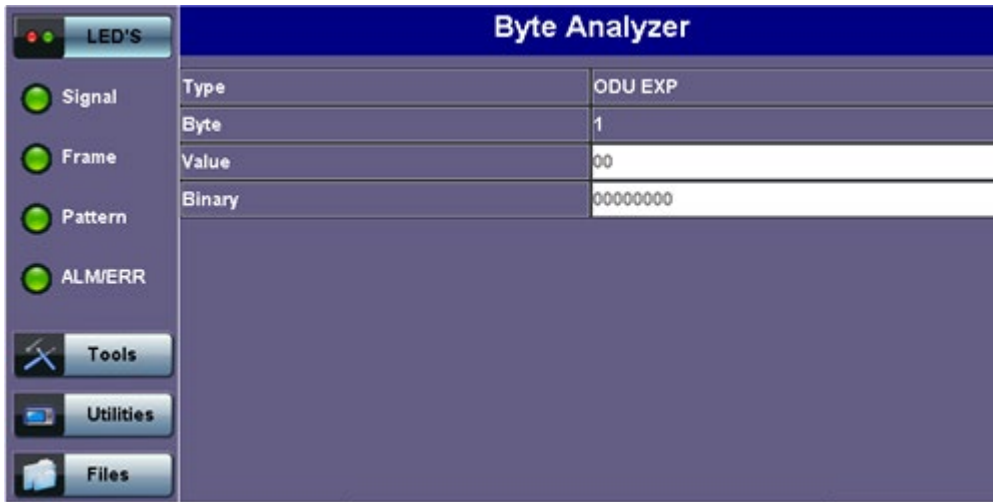 LED'S
Byte Analyzer
Signal
Frame
Pattern
ALM/ERR
Tools
Utilities
Files
Type ODU EXP
Byte 1
Value 00
Binary 00000000